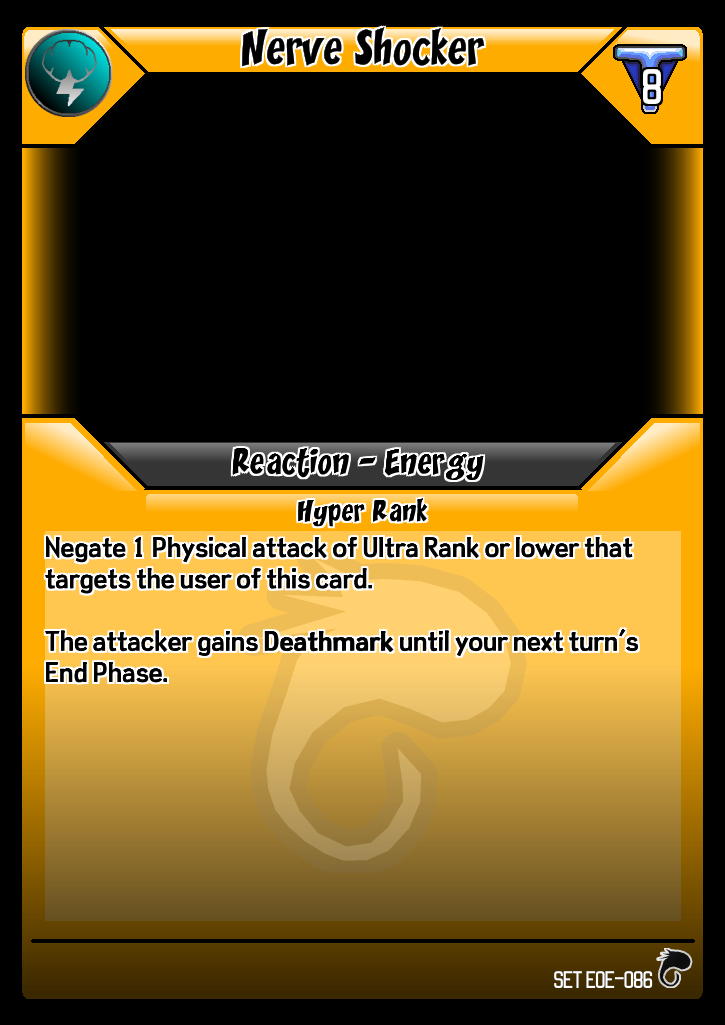 Nerve Shocker
8
Reaction - Energy
Hyper Rank
Negate 1 Physical attack of Ultra Rank or lower that
targets the user of this card.
The attacker gains Deathmark until your next turn's
End Phase.
SET EOE-086